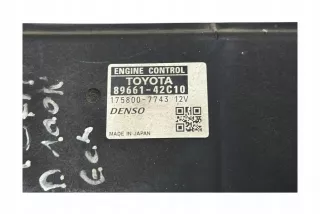 ENGINE CONTROL
TOYOTA
89661-42C10
175800-7743 12V
DENSO
MADE IN JAPAN